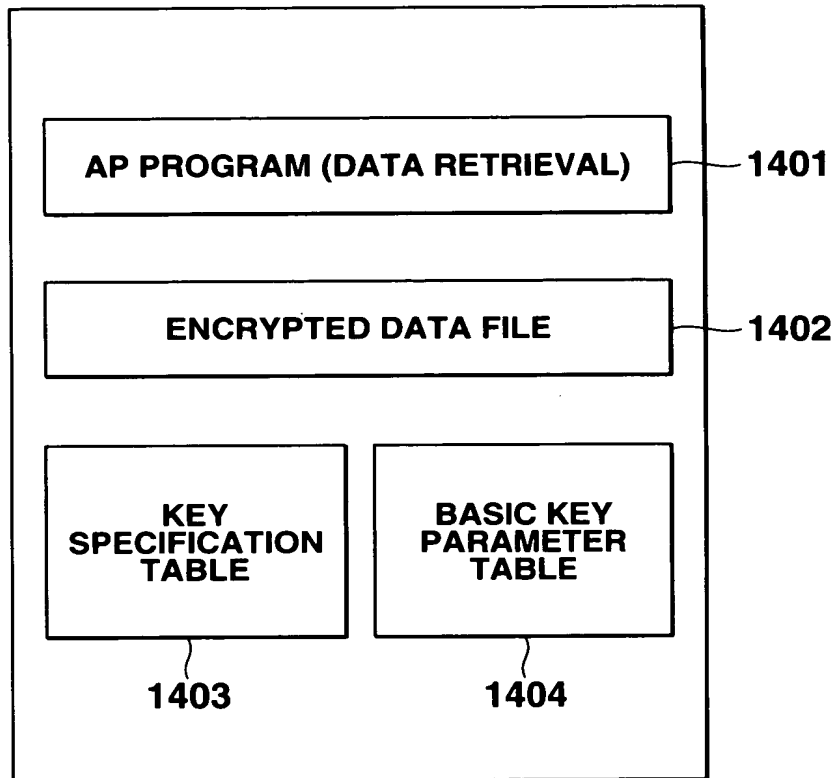 AP PROGRAM (DATA RETRIEVAL)
1401
ENCRYPTED DATA FILE
1402
KEY
SPECIFICATION
TABLE
BASIC KEY
PARAMETER
TABLE
1403
1404